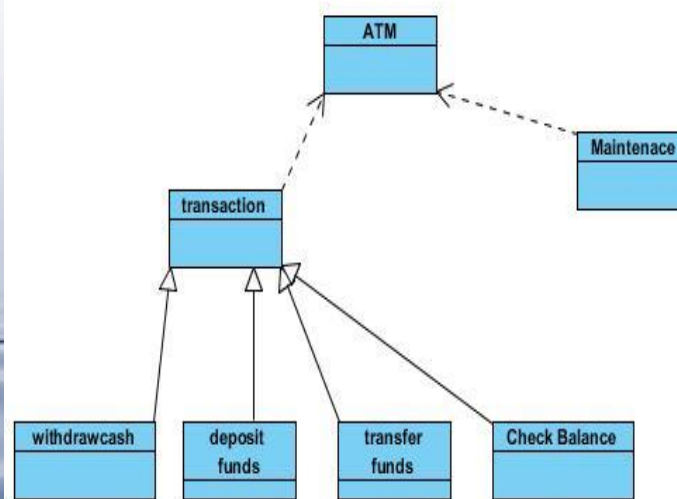 ATM
Maintenace
transaction
withdrawcash
deposit
funds
transfer
funds
Check Balance